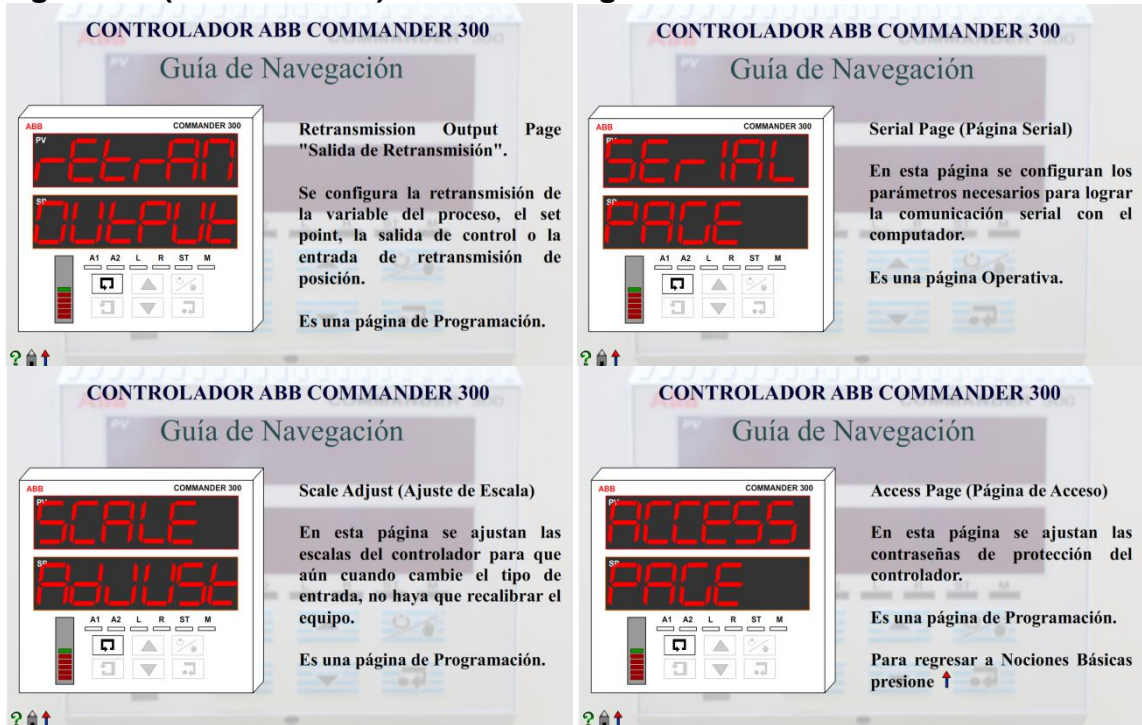 CONTROLADOR ABB COMMANDER 300
Guía de Navegación
ABB
COMMANDER 300
PV
rEtrAN
SP
OUtPUt
A1 A2 L R ST M
Retransmission Output Page
"Salida de Retransmisión".
Se configura la retransmisión de
la variable del proceso, el set
point, la salida de control o la
entrada de retransmisión de
posición.
Es una página de Programación.
?
CONTROLADOR ABB COMMANDER 300
Guía de Navegación
ABB
COMMANDER 300
PV
SErIAL
SP
PAGE
A1 A2 L R ST M
Serial Page (Página Serial)
En esta página se configuran los
parámetros necesarios para lograr
la comunicación serial con el
computador.
Es una página Operativa.
?
CONTROLADOR ABB COMMANDER 300
Guía de Navegación
ABB
COMMANDER 300
PV
SCALE
SP
AdJUSt
A1 A2 L R ST M
Scale Adjust (Ajuste de Escala)
En esta página se ajustan las
escalas del controlador para que
aún cuando cambie el tipo de
entrada, no haya que recalibrar el
equipo.
Es una página de Programación.
?
CONTROLADOR ABB COMMANDER 300
Guía de Navegación
ABB
COMMANDER 300
PV
ACCESS
SP
PAGE
A1 A2 L R ST M
Access Page (Página de Acceso)
En esta página se ajustan las
contraseñas de protección del
controlador.
Es una página de Programación.
Para regresar a Nociones Básicas
presione
?